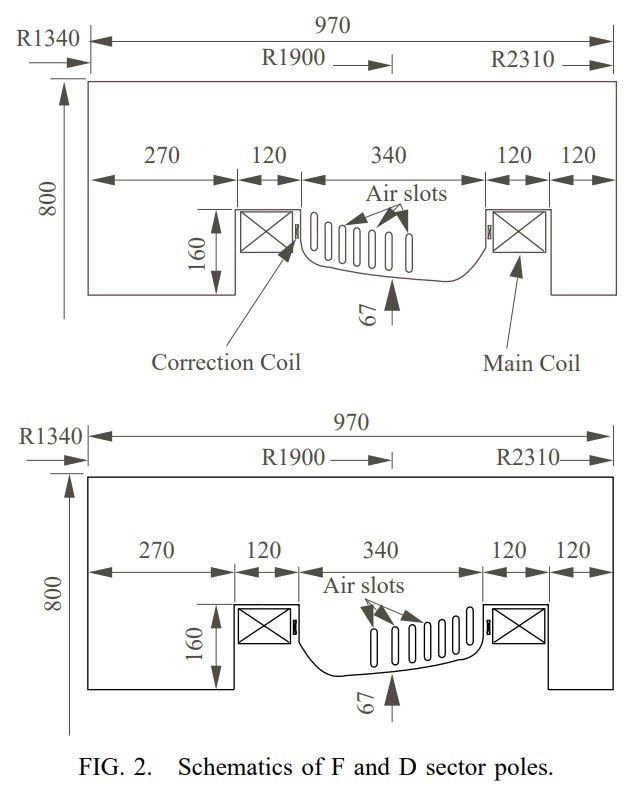 970
R1340
R1900
R2310
270
120
340
120
120
Air slots
800
160
67
Correction Coil
Main Coil
970
R1340
R1900
R2310
270
120
340
120
120
Air slots
800
160
67
FIG. 2. Schematics of F and D sector poles.